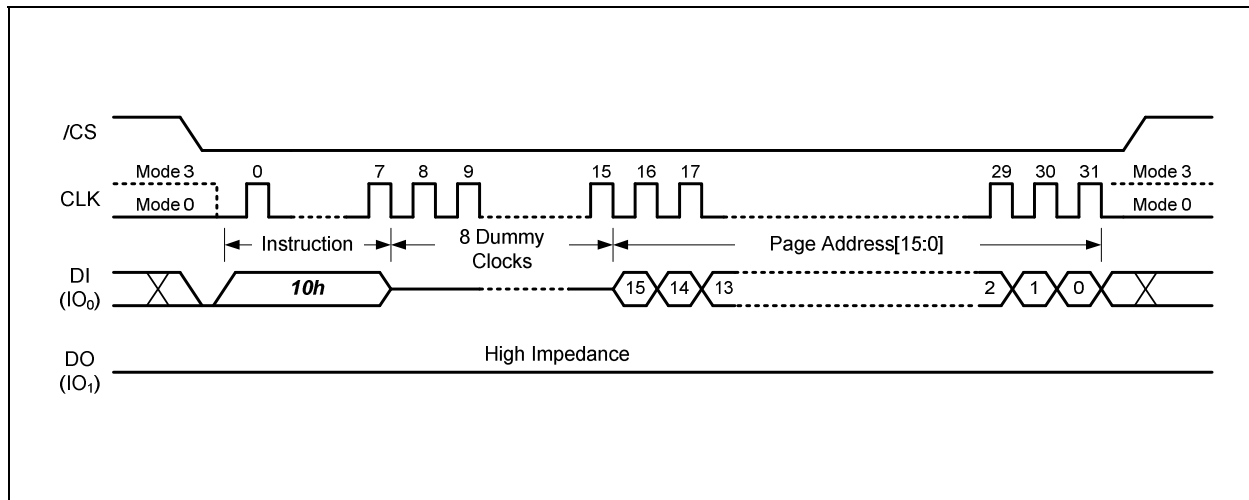 /CS
Mode 3 0 7 8 9 15 16 17 29 30 31 Mode 3
CLK
Mode 0 Mode 0
Instruction 8 Dummy Clocks Page Address[15:0]
DI (IO₀) 10h 15 14 13 2 1 0
High Impedance
DO (IO₁)